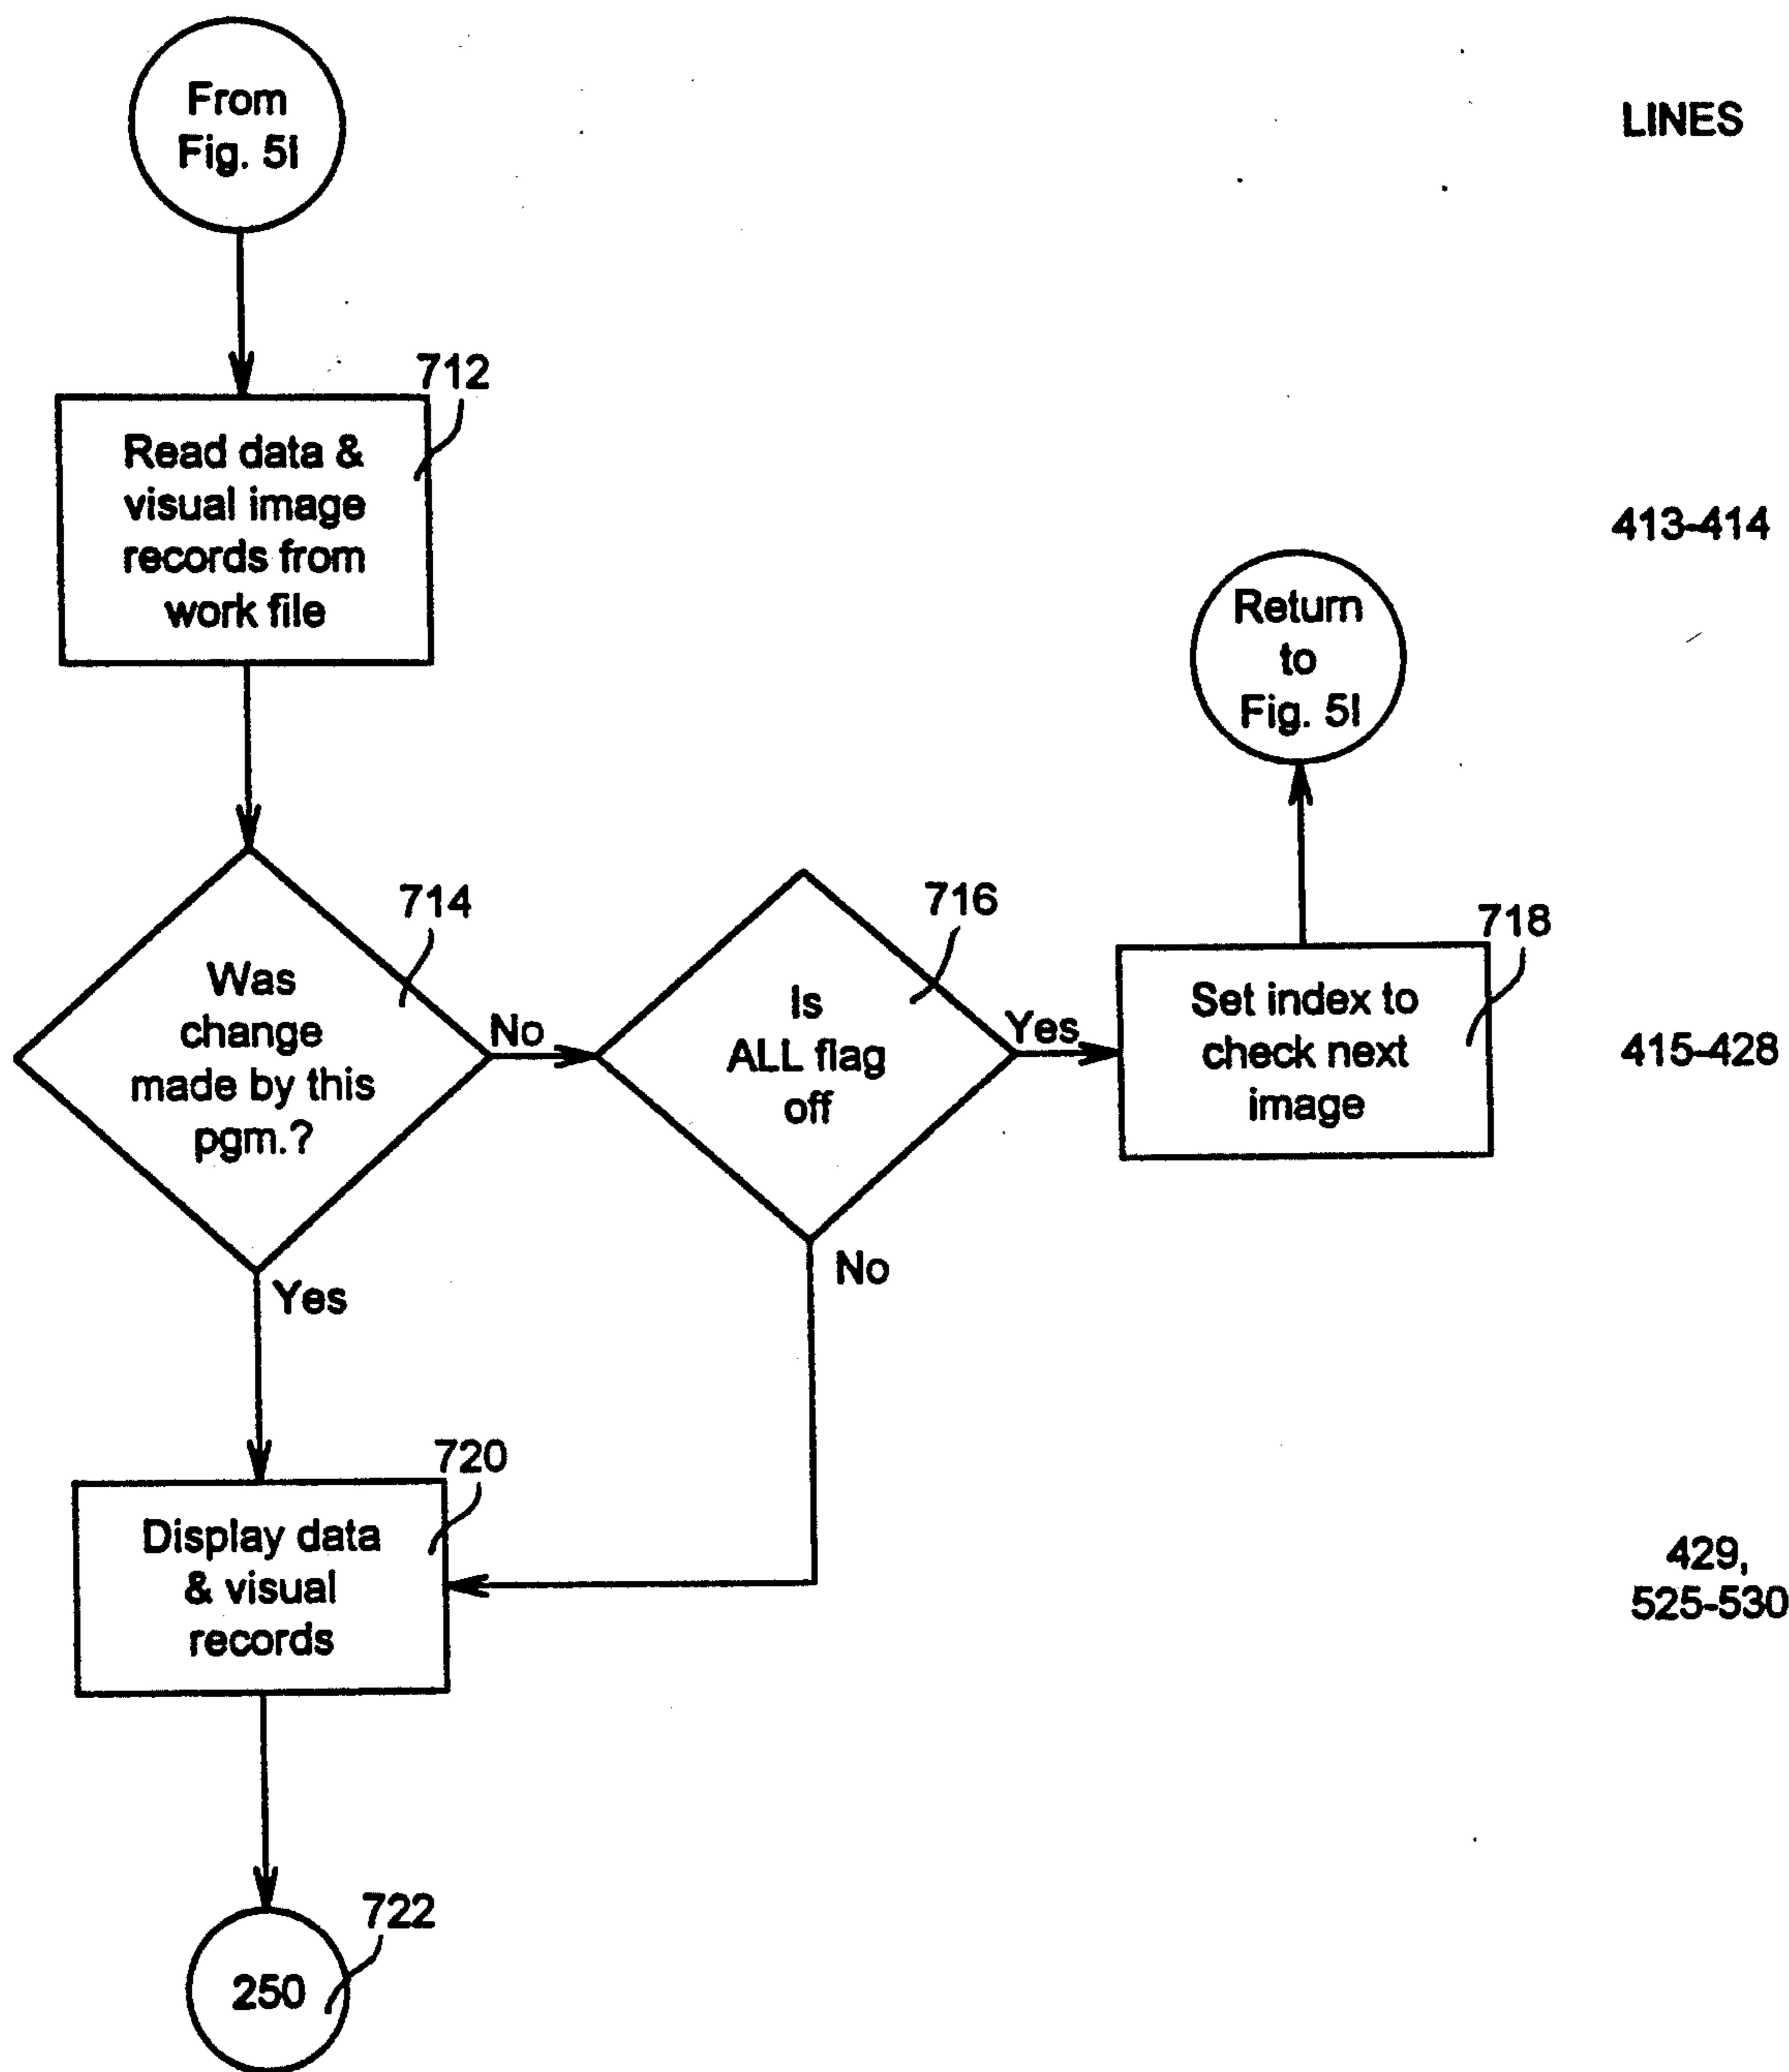 From
Fig. 5I
LINES
712
Read data &
visual image
records from
work file
413-414
Return
to
Fig. 5I
714
Was
change
made by this
pgm.?
No
716
Is
ALL flag
off
Yes
718
Set index to
check next
image
415-428
Yes
No
720
Display data
& visual
records
429,
525-530
722
250